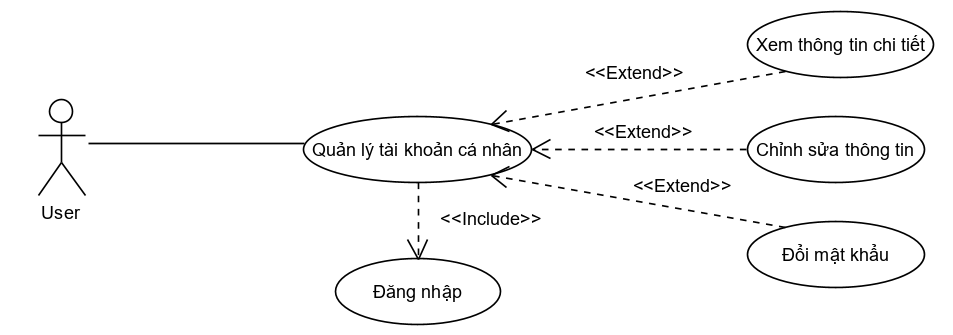 Xem thông tin chi tiết
<<Extend>>
<<Extend>>
Quản lý tài khoản cá nhân
Chỉnh sửa thông tin
<<Extend>>
User
<<Include>>
Đổi mật khẩu
Đăng nhập